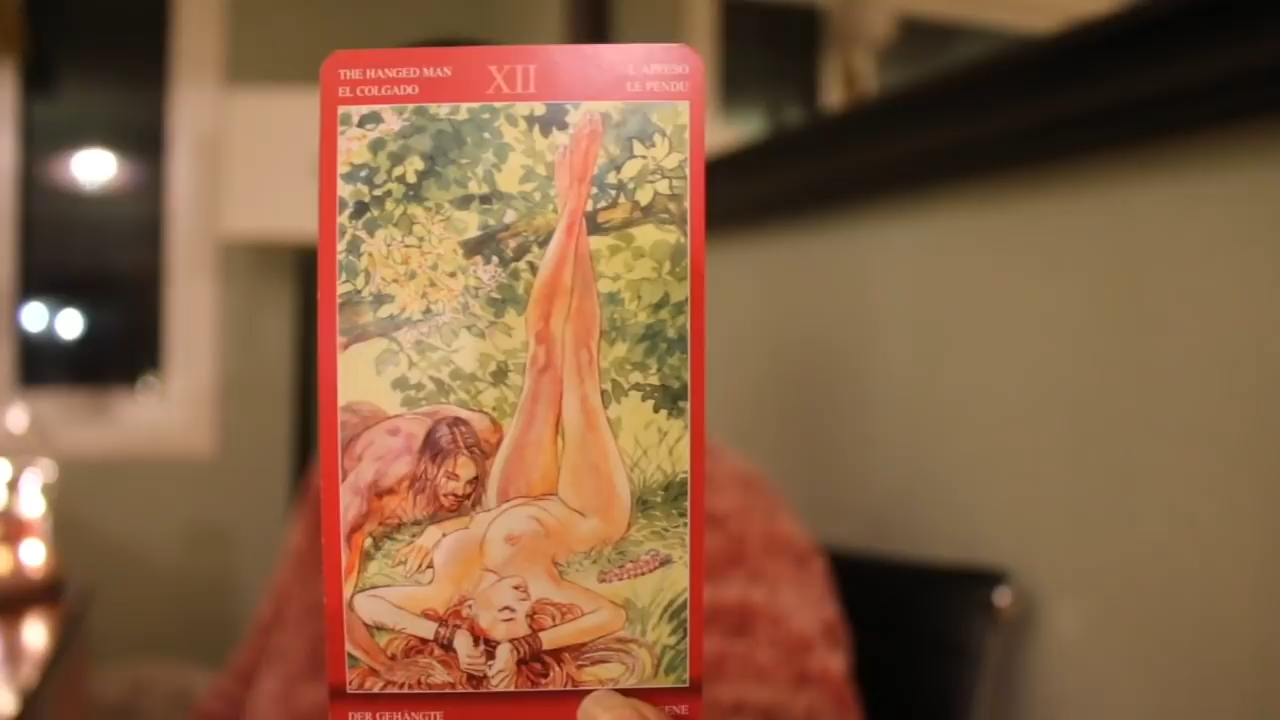 THE HANGED MAN
EL COLGADO
XII
L'APPESO
LE PENDU
DER GEHÄNGTE